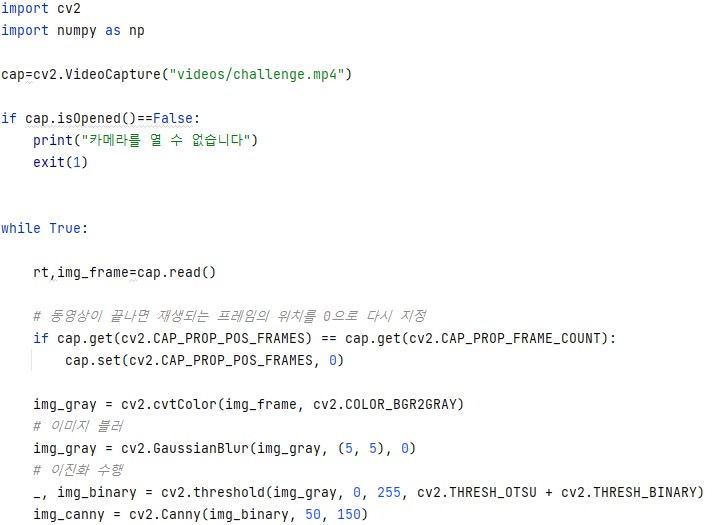 import cv2
import numpy as np
cap=cv2.VideoCapture("videos/challenge.mp4")
if cap.isOpened()==False:
    print("카메라를 열 수 없습니다")
    exit(1)
while True:
    rt,img_frame=cap.read()
    # 동영상이 끝나면 재생되는 프레임의 위치를 0으로 다시 지정
    if cap.get(cv2.CAP_PROP_POS_FRAMES) == cap.get(cv2.CAP_PROP_FRAME_COUNT):
        cap.set(cv2.CAP_PROP_POS_FRAMES, 0)
    img_gray = cv2.cvtColor(img_frame, cv2.COLOR_BGR2GRAY)
    # 이미지 블러
    img_gray = cv2.GaussianBlur(img_gray, (5, 5), 0)
    # 이진화 수행
    _, img_binary = cv2.threshold(img_gray, 0, 255, cv2.THRESH_OTSU + cv2.THRESH_BINARY)
    img_canny = cv2.Canny(img_binary, 50, 150)